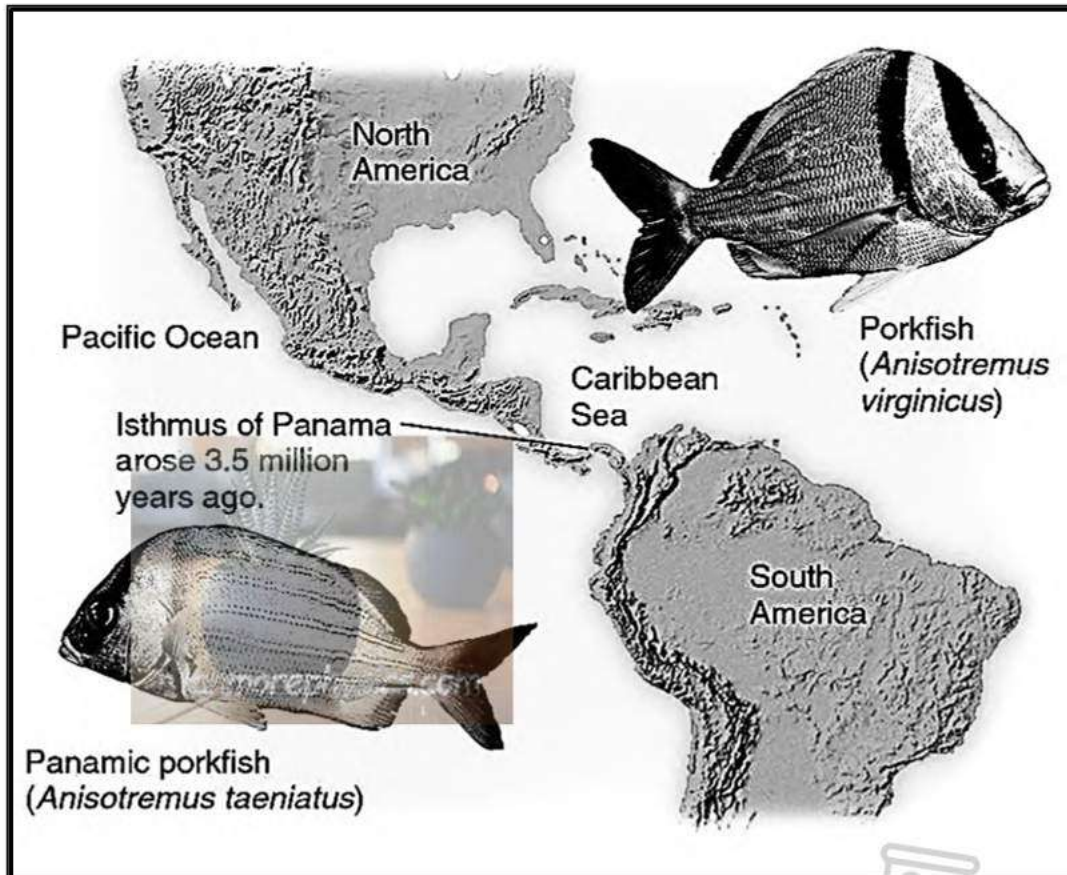 North
America
Pacific Ocean
Caribbean
Sea
Porkfish
(Anisotremus
virginicus)
Isthmus of Panama
arose 3.5 million
years ago.
South
America
Panamic porkfish
(Anisotremus taeniatus)